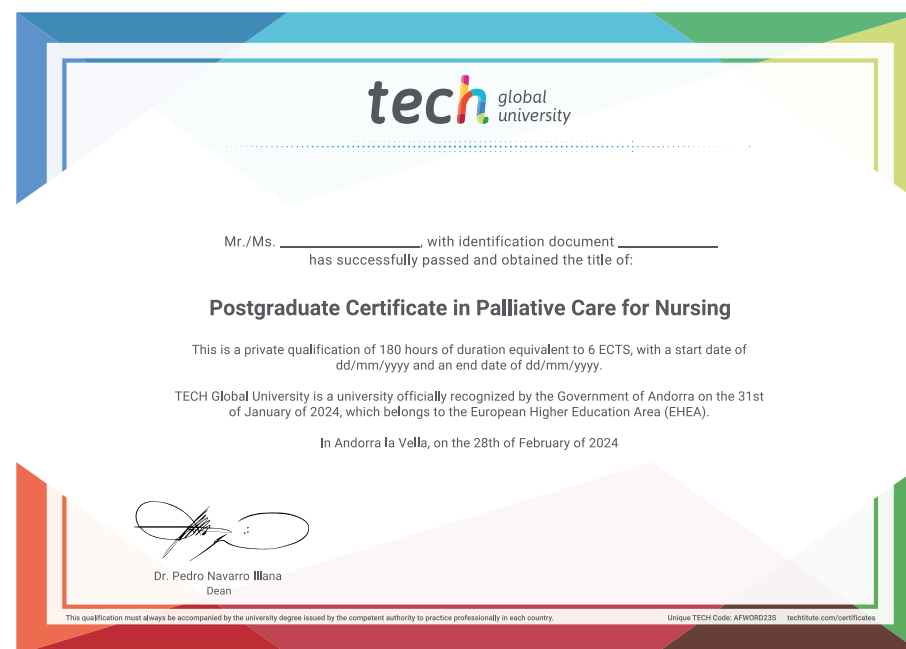 tech global
university
Mr./Ms. ____________________, with identification document ______________
has successfully passed and obtained the title of:
Postgraduate Certificate in Palliative Care for Nursing
This is a private qualification of 180 hours of duration equivalent to 6 ECTS, with a start date of
dd/mm/yyyy and an end date of dd/mm/yyyy.
TECH Global University is a university officially recognized by the Government of Andorra on the 31st
of January of 2024, which belongs to the European Higher Education Area (EHEA).
In Andorra la Vella, on the 28th of February of 2024
Dr. Pedro Navarro Illana
Dean
This qualification must always be accompanied by the university degree issued by the competent authority to practice professionally in each country.
Unique TECH Code: AFWORD23S techtitute.com/certificates